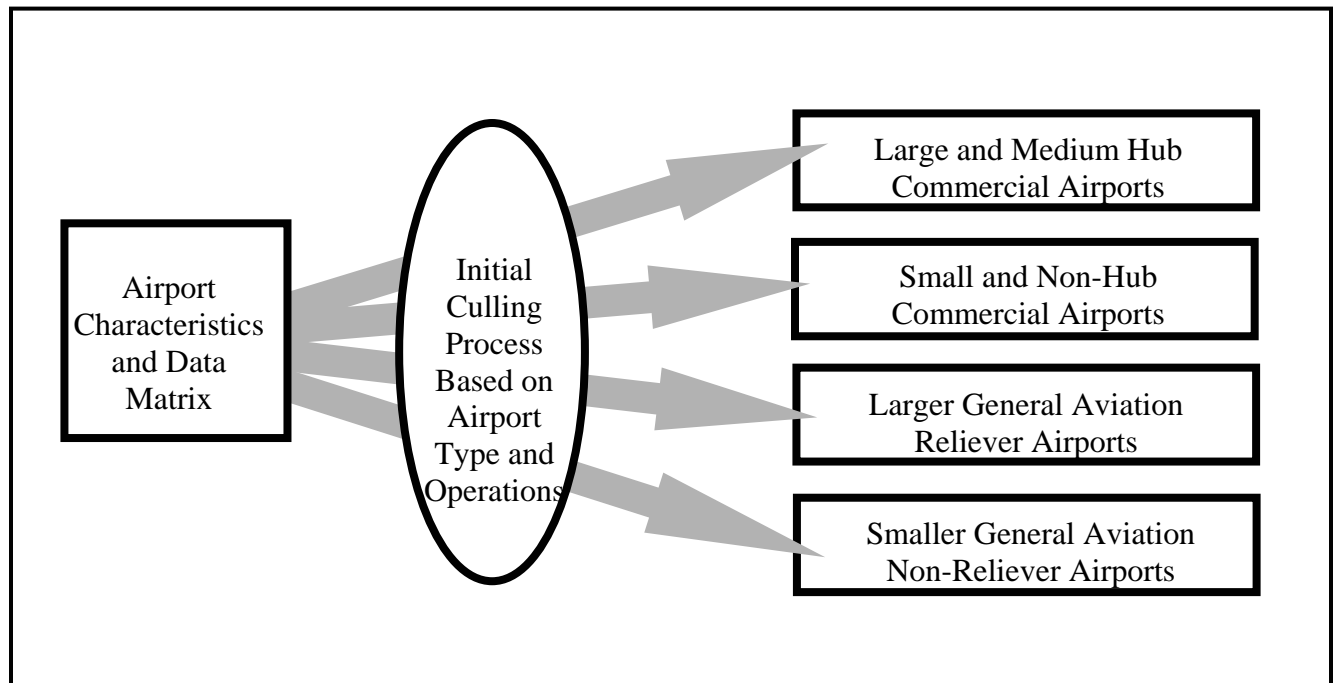 Airport
Characteristics
and Data
Matrix
Initial
Culling
Process
Based on
Airport
Type and
Operations
Large and Medium Hub
Commercial Airports
Small and Non-Hub
Commercial Airports
Larger General Aviation
Reliever Airports
Smaller General Aviation
Non-Reliever Airports